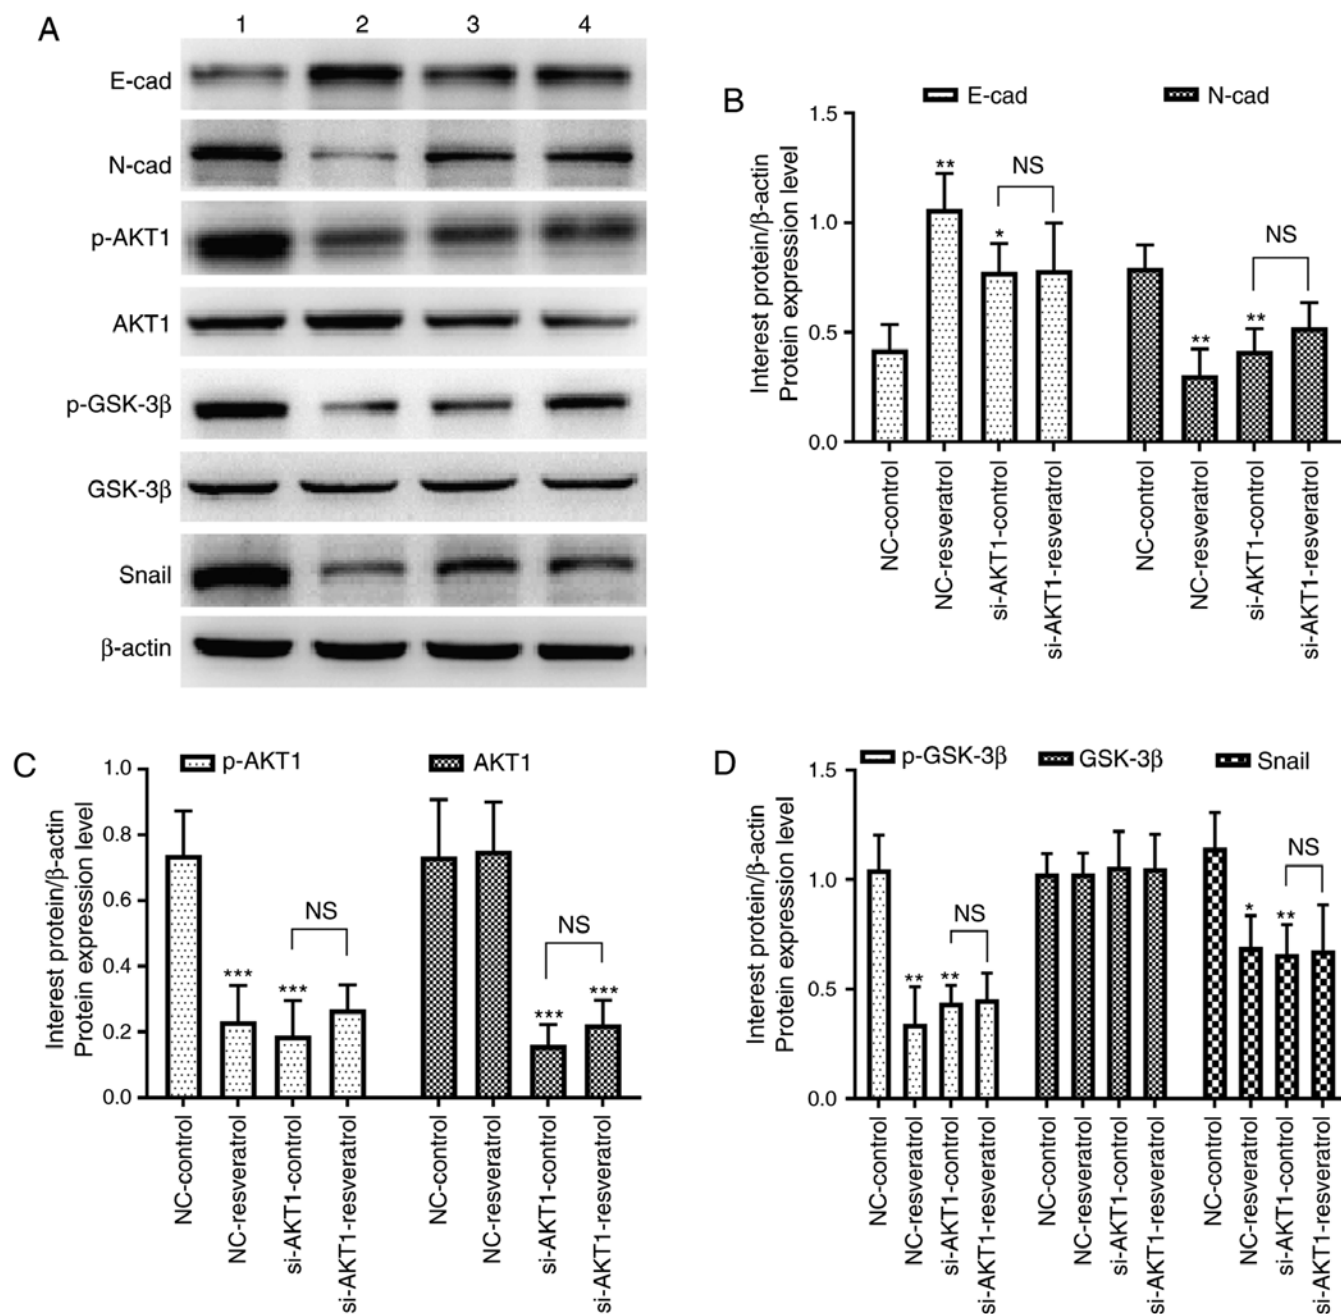 A
1 2 3 4
E-cad
N-cad
p-AKT1
AKT1
p-GSK-3β
GSK-3β
Snail
β-actin
B
E-cad N-cad
Interest protein/β-actin
Protein expression level
1.5
1.0
0.5
0.0
** * NS
** ** NS
NC-control
NC-resveratrol
si-AKT1-control
si-AKT1-resveratrol
NC-control
NC-resveratrol
si-AKT1-control
si-AKT1-resveratrol
C
p-AKT1 AKT1
Interest protein/β-actin
Protein expression level
1.0
0.8
0.6
0.4
0.2
0.0
*** *** NS
*** *** NS
NC-control
NC-resveratrol
si-AKT1-control
si-AKT1-resveratrol
NC-control
NC-resveratrol
si-AKT1-control
si-AKT1-resveratrol
D
p-GSK-3β GSK-3β Snail
Interest protein/β-actin
Protein expression level
1.5
1.0
0.5
0.0
** ** NS
* ** NS
NC-control
NC-resveratrol
si-AKT1-control
si-AKT1-resveratrol
NC-control
NC-resveratrol
si-AKT1-control
si-AKT1-resveratrol
NC-control
NC-resveratrol
si-AKT1-control
si-AKT1-resveratrol